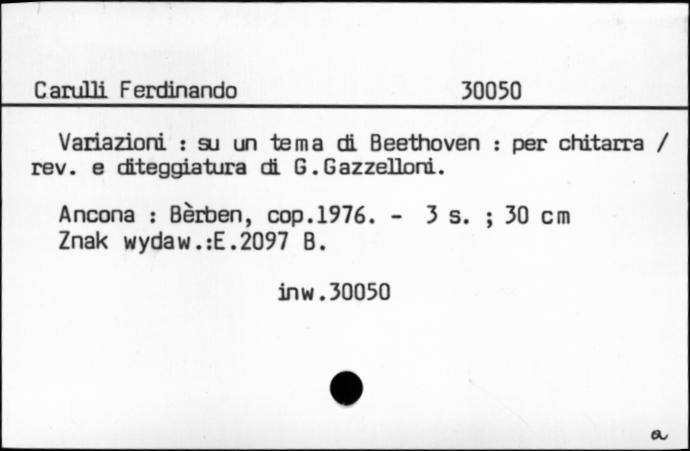 Carulli Ferdinando 30050
Variazioni : su un tema di Beethoven : per chitarra /
rev. e diteggiatura di G.Gazzelloni.
Ancona : Bèrben, cop.1976. - 3 s. ; 30 cm
Znak wydaw.:E.2097 B.
inw.30050
a